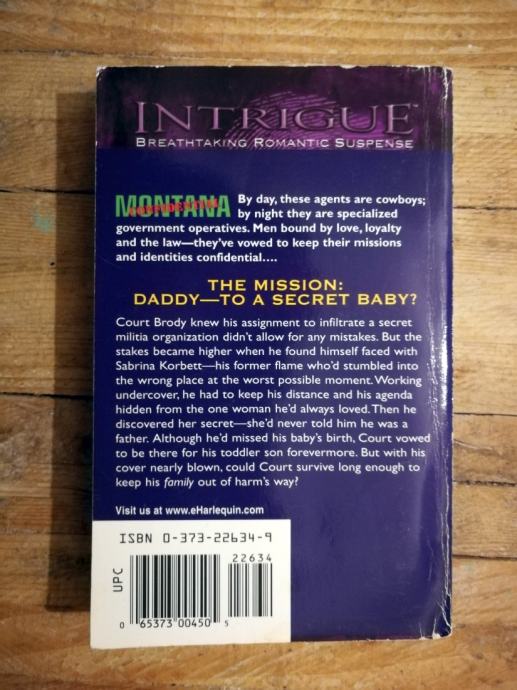 INTRIGUE™
BREATHTAKING ROMANTIC SUSPENSE
MONTANA
CONFIDENTIAL
By day, these agents are cowboys;
by night they are specialized
government operatives. Men bound by love, loyalty
and the law—they've vowed to keep their missions
and identities confidential....
THE MISSION:
DADDY—TO A SECRET BABY?
Court Brody knew his assignment to infiltrate a secret
militia organization didn't allow for any mistakes. But the
stakes became higher when he found himself faced with
Sabrina Korbett—his former flame who'd stumbled into
the wrong place at the worst possible moment. Working
undercover, he had to keep his distance and his agenda
hidden from the one woman he'd always loved. Then he
discovered her secret—she'd never told him he was a
father. Although he'd missed his baby's birth, Court vowed
to be there for his toddler son forevermore. But with his
cover nearly blown, could Court survive long enough to
keep his family out of harm's way?
Visit us at www.eHarlequin.com
ISBN 0-373-22634-9
22634
UPC
0 65373 00450 5